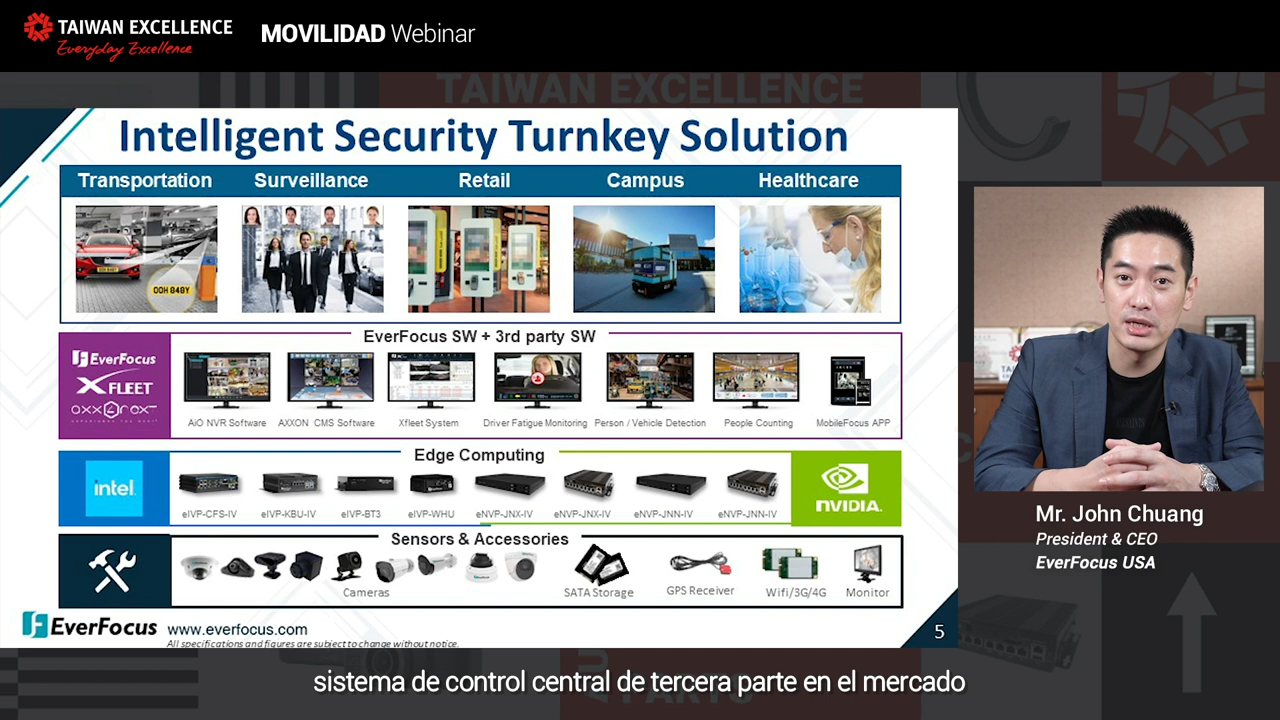 TAIWAN EXCELLENCE
Everyday Excellence
MOVILIDAD Webinar
TAIWAN EXCELLENCE
Intelligent Security Turnkey Solution
Transportation Surveillance Retail Campus Healthcare
OOH 848Y
EverFocus SW + 3rd party SW
EverFocus
XFLEET
AiO NVR Software AXXON CMS Software Xfleet System Driver Fatigue Monitoring Person / Vehicle Detection People Counting MobileFocus APP
Edge Computing
intel
eIVP-CFS-IV eIVP-KBU-IV eIVP-BT3 eIVP-WHU eNVP-JNX-IV eNVP-JNX-IV eNVP-JNN-IV eNVP-JNN-IV
NVIDIA.
Sensors & Accessories
Cameras SATA Storage GPS Receiver Wifi/3G/4G Monitor
EverFocus www.everfocus.com
All specifications and figures are subject to change without notice.
5
Mr. John Chuang
President & CEO
EverFocus USA
PARTS
sistema de control central de tercera parte en el mercado